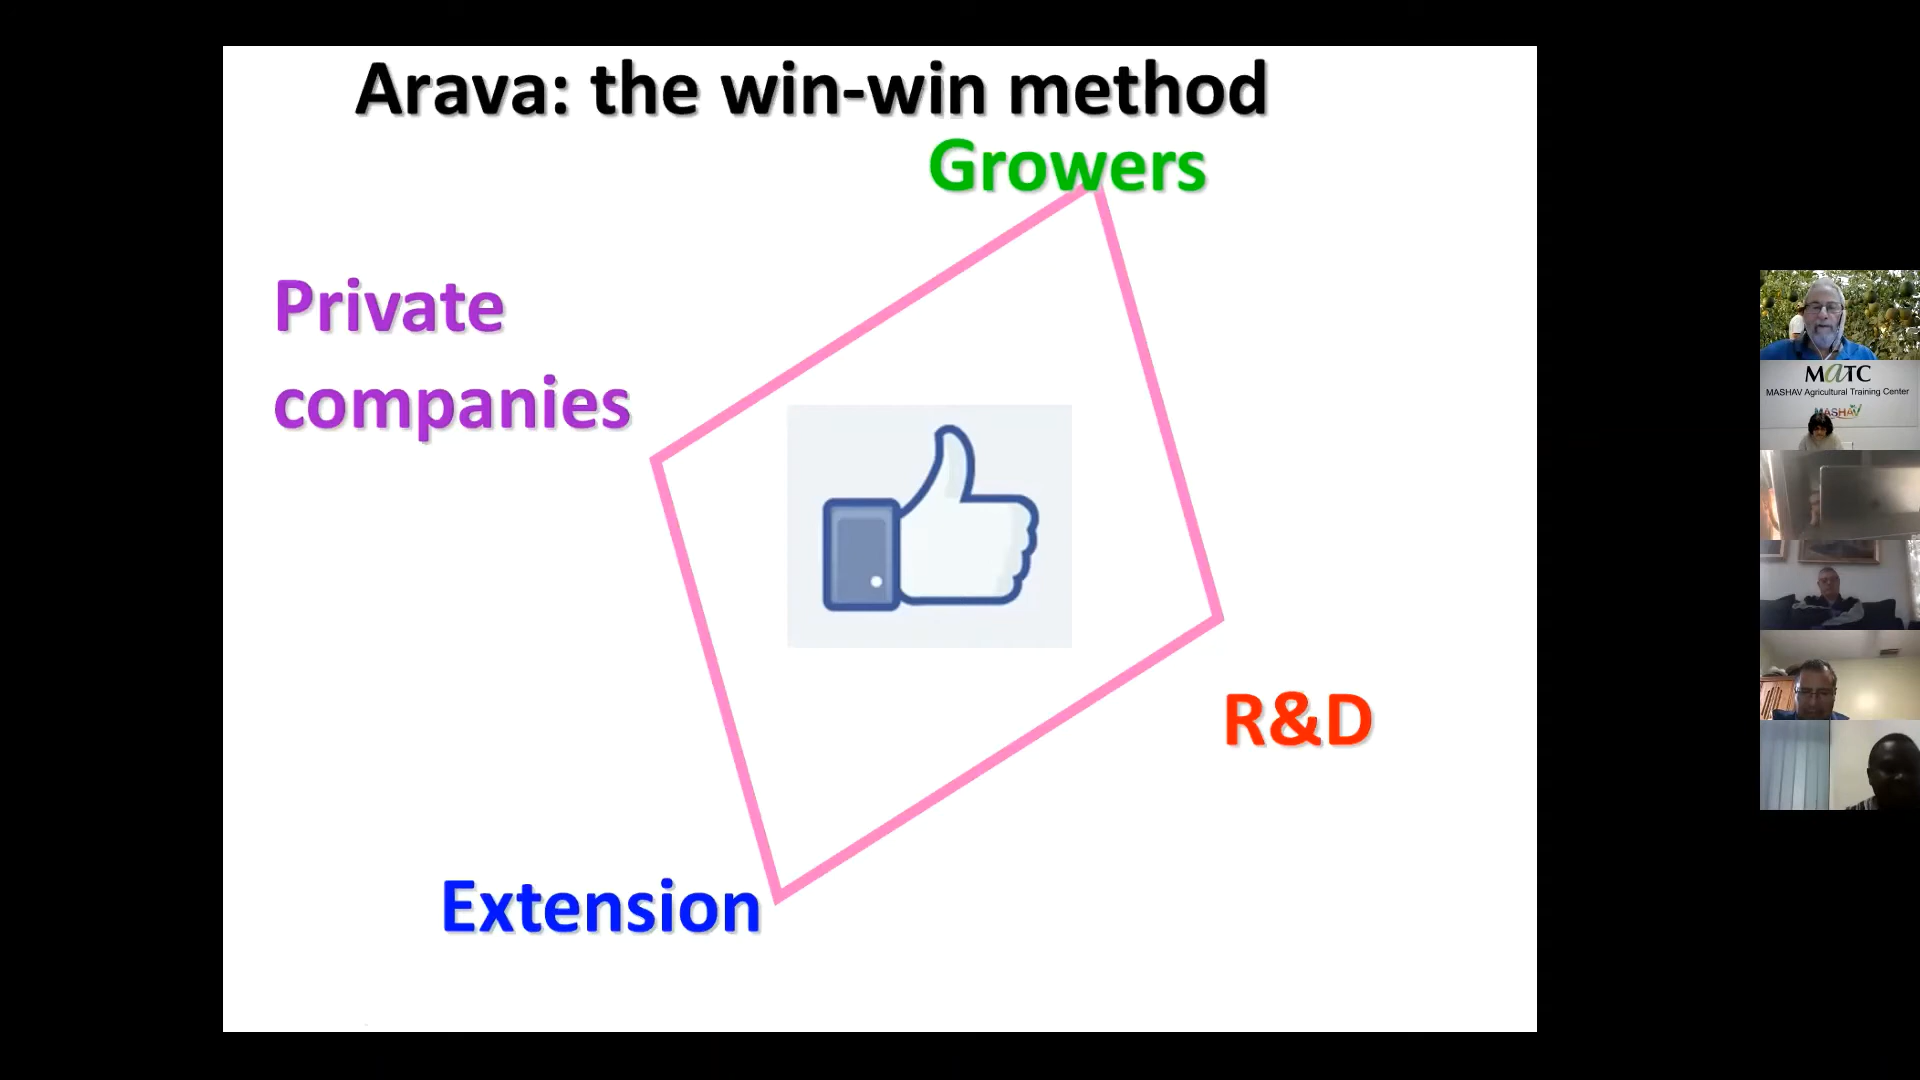 Arava: the win-win method
Growers
Private
companies
R&D
Extension
MaTC
MASHAV Agricultural Training Center
MASHAV